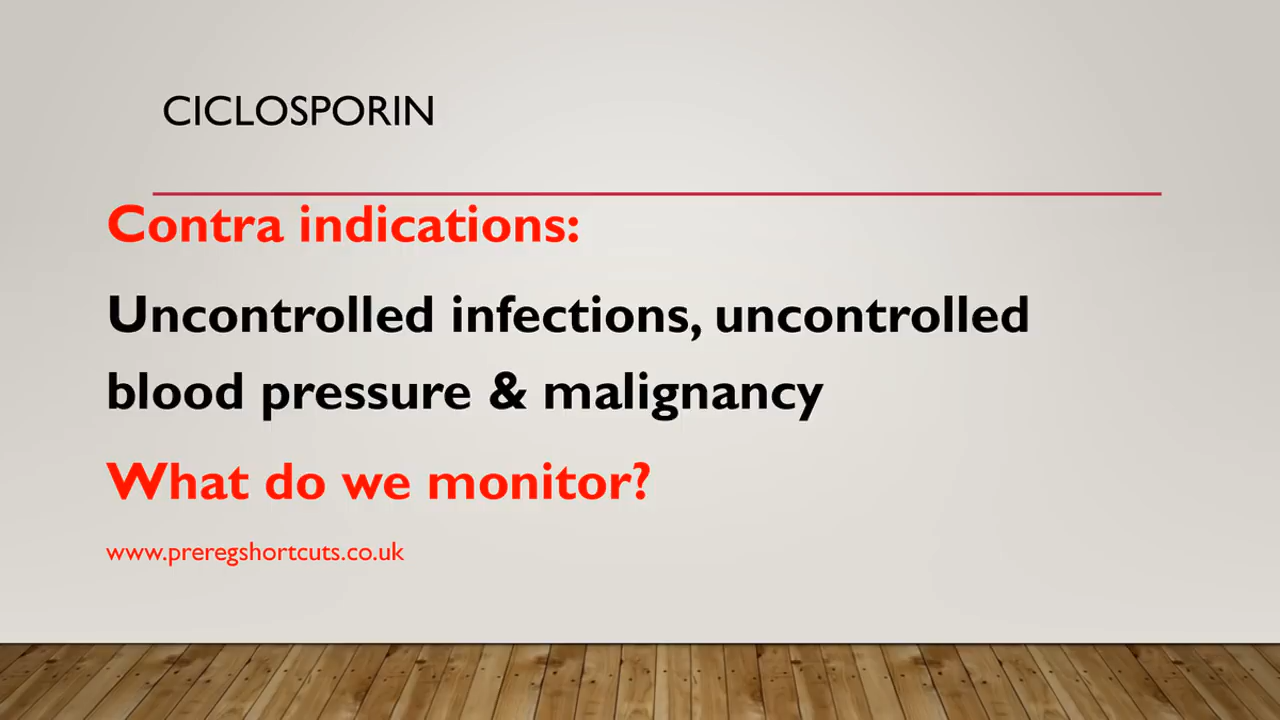 CICLOSPORIN
Contra indications:
Uncontrolled infections, uncontrolled
blood pressure & malignancy
What do we monitor?
www.preregshortcuts.co.uk